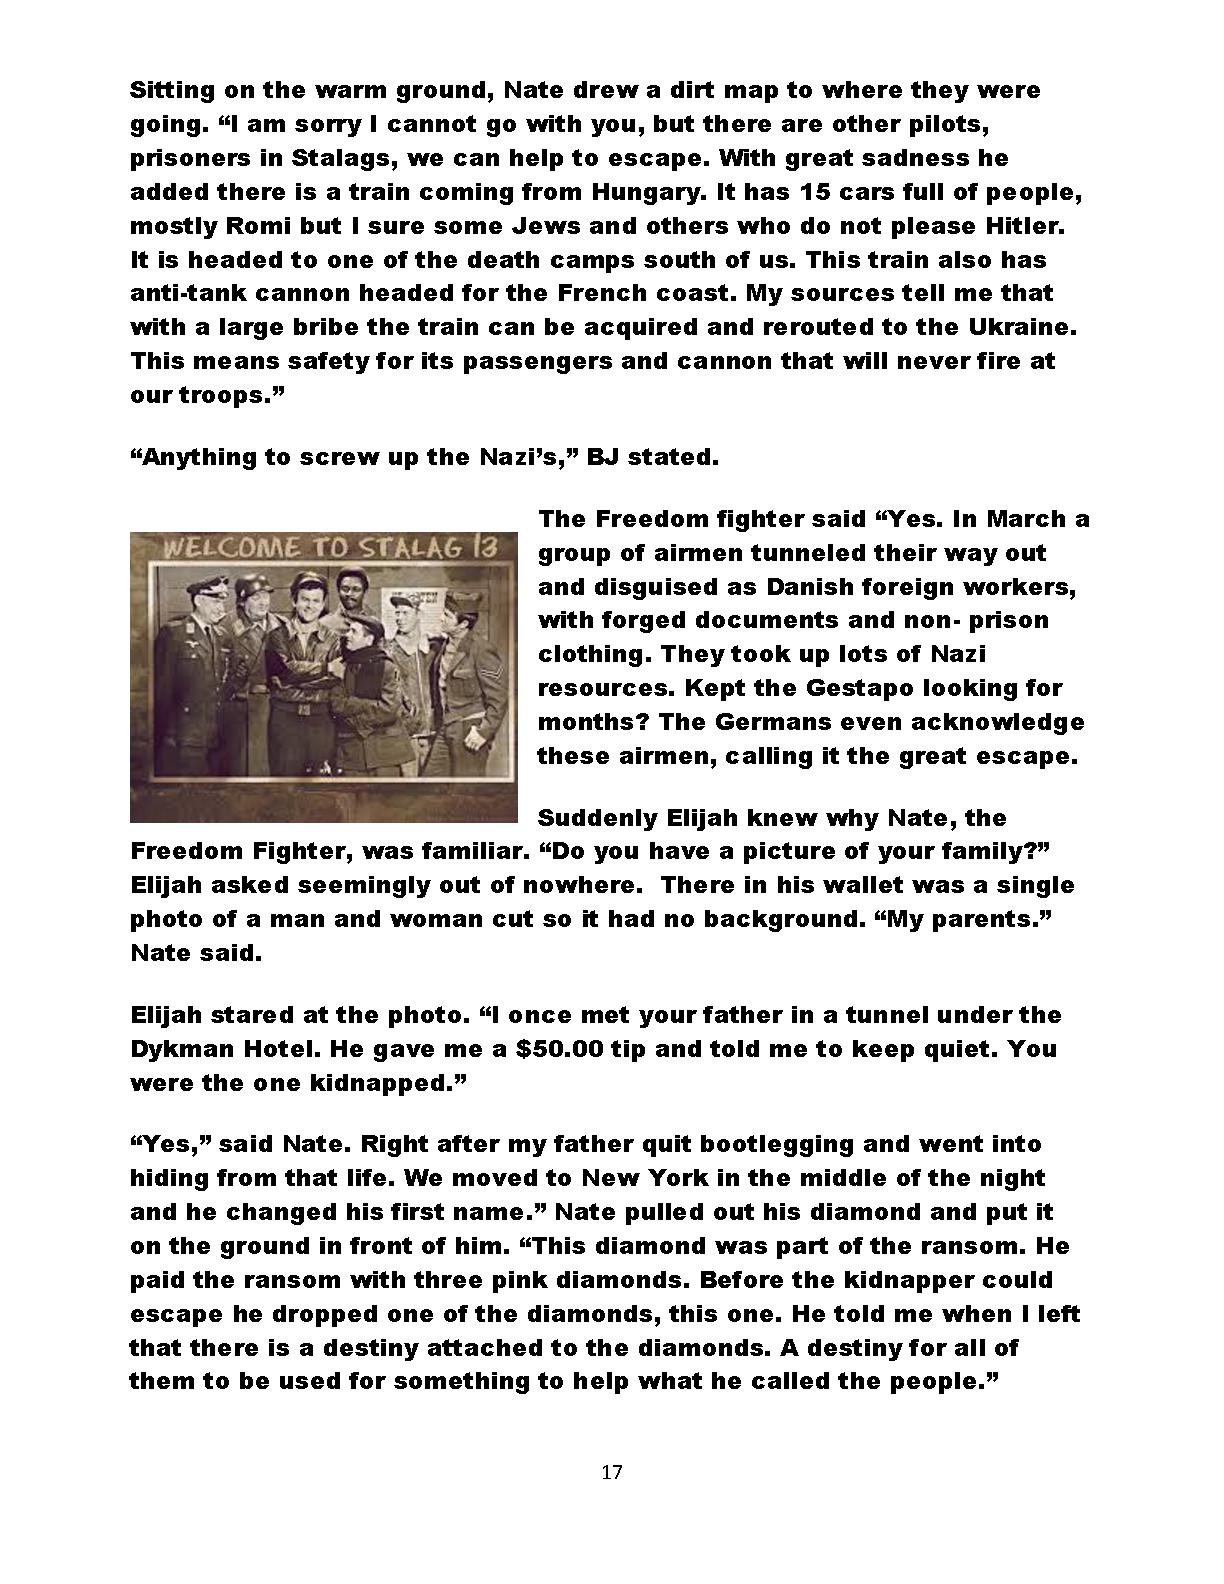 Sitting on the warm ground, Nate drew a dirt map to where they were
going. “I am sorry I cannot go with you, but there are other pilots,
prisoners in Stalags, we can help to escape. With great sadness he
added there is a train coming from Hungary. It has 15 cars full of people,
mostly Romi but I sure some Jews and others who do not please Hitler.
It is headed to one of the death camps south of us. This train also has
anti-tank cannon headed for the French coast. My sources tell me that
with a large bribe the train can be acquired and rerouted to the Ukraine.
This means safety for its passengers and cannon that will never fire at
our troops.”
“Anything to screw up the Nazi’s,” BJ stated.
WELCOME TO STALAG 13
The Freedom fighter said “Yes. In March a
group of airmen tunneled their way out
and disguised as Danish foreign workers,
with forged documents and non- prison
clothing. They took up lots of Nazi
resources. Kept the Gestapo looking for
months? The Germans even acknowledge
these airmen, calling it the great escape.
Suddenly Elijah knew why Nate, the
Freedom Fighter, was familiar. “Do you have a picture of your family?”
Elijah asked seemingly out of nowhere.  There in his wallet was a single
photo of a man and woman cut so it had no background. “My parents.”
Nate said.
Elijah stared at the photo. “I once met your father in a tunnel under the
Dykman Hotel. He gave me a $50.00 tip and told me to keep quiet. You
were the one kidnapped.”
“Yes,” said Nate. Right after my father quit bootlegging and went into
hiding from that life. We moved to New York in the middle of the night
and he changed his first name.” Nate pulled out his diamond and put it
on the ground in front of him. “This diamond was part of the ransom. He
paid the ransom with three pink diamonds. Before the kidnapper could
escape he dropped one of the diamonds, this one. He told me when I left
that there is a destiny attached to the diamonds. A destiny for all of
them to be used for something to help what he called the people.”
17